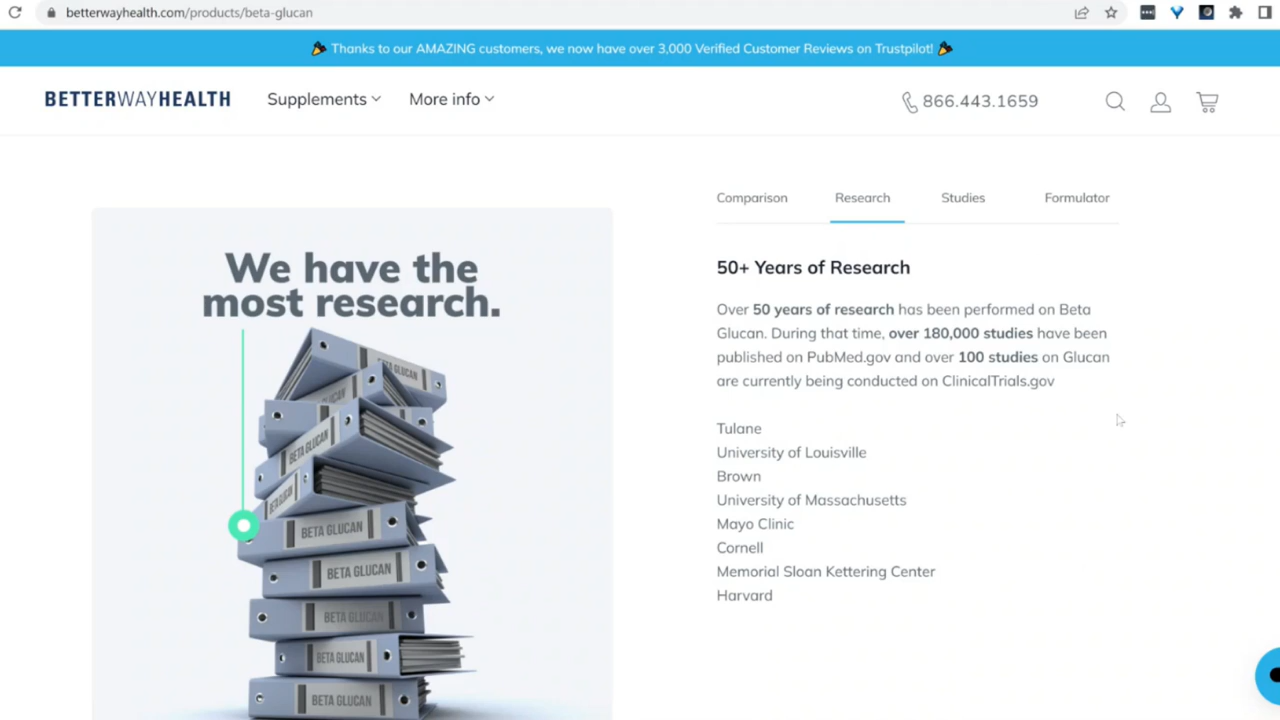 betterwayhealth.com/products/beta-glucan
Thanks to our AMAZING customers, we now have over 3,000 Verified Customer Reviews on Trustpilot!
BETTERWAYHEALTH
Supplements
More info
866.443.1659
Comparison
Research
Studies
Formulator
We have the
most research.
GLUCAN
BETA GLUCAN
BETA GLUCAN
BETA GLUCAN
BETA GLUCAN
BETA GLUCAN
BETA GLUCAN
BETA GLUCAN
50+ Years of Research
Over 50 years of research has been performed on Beta
Glucan. During that time, over 180,000 studies have been
published on PubMed.gov and over 100 studies on Glucan
are currently being conducted on ClinicalTrials.gov
Tulane
University of Louisville
Brown
University of Massachusetts
Mayo Clinic
Cornell
Memorial Sloan Kettering Center
Harvard